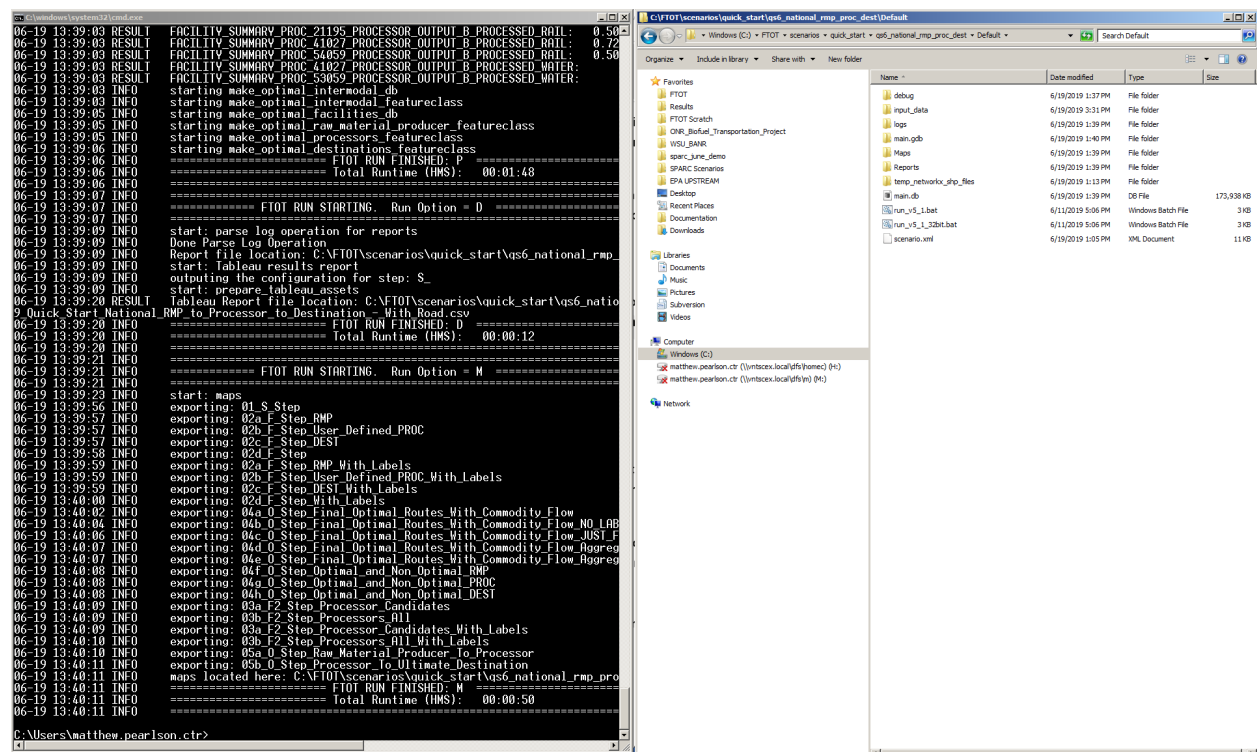 C:\windows\system32\cmd.exe
06-19 13:39:03 RESULT FACILITY_SUMMARY_PROC_21195_PROCESSOR_OUTPUT_B_PROCESSED_RAIL: 0.50
06-19 13:39:03 RESULT FACILITY_SUMMARY_PROC_41027_PROCESSOR_OUTPUT_B_PROCESSED_RAIL: 0.72
06-19 13:39:03 RESULT FACILITY_SUMMARY_PROC_54059_PROCESSOR_OUTPUT_B_PROCESSED_RAIL: 0.50
06-19 13:39:03 RESULT FACILITY_SUMMARY_PROC_41027_PROCESSOR_OUTPUT_B_PROCESSED_WATER:
06-19 13:39:03 RESULT FACILITY_SUMMARY_PROC_53059_PROCESSOR_OUTPUT_B_PROCESSED_WATER:
06-19 13:39:03 INFO starting make_optimal_intermodal_db
06-19 13:39:03 INFO starting make_optimal_intermodal_featureclass
06-19 13:39:05 INFO starting make_optimal_facilities_db
06-19 13:39:05 INFO starting make_optimal_raw_material_producer_featureclass
06-19 13:39:05 INFO starting make_optimal_processors_featureclass
06-19 13:39:06 INFO starting make_optimal_destinations_featureclass
06-19 13:39:06 INFO ======================== FTOT RUN FINISHED: P ======================
06-19 13:39:06 INFO ======================== Total Runtime (HMS): 00:01:48
06-19 13:39:06 INFO ======================================================================
06-19 13:39:07 INFO ======================================================================
06-19 13:39:07 INFO ============== FTOT RUN STARTING. Run Option = D ===================
06-19 13:39:07 INFO ======================================================================
06-19 13:39:09 INFO start: parse log operation for reports
06-19 13:39:09 INFO Done Parse Log Operation
06-19 13:39:09 INFO Report file location: C:\FTOT\scenarios\quick_start\qs6_national_rmp_
06-19 13:39:09 INFO start: Tableau results report
06-19 13:39:09 INFO outputing the configuration for step: S_
06-19 13:39:09 INFO start: prepare_tableau_assets
06-19 13:39:20 RESULT Tableau Report file location: C:\FTOT\scenarios\quick_start\qs6_natio
9_Quick_Start_National_RMP_to_Processor_to_Destination_-_With_Road.csv
06-19 13:39:20 INFO ======================== FTOT RUN FINISHED: D ======================
06-19 13:39:20 INFO ======================== Total Runtime (HMS): 00:00:12
06-19 13:39:20 INFO ======================================================================
06-19 13:39:21 INFO ======================================================================
06-19 13:39:21 INFO ============== FTOT RUN STARTING. Run Option = M ===================
06-19 13:39:21 INFO ======================================================================
06-19 13:39:23 INFO start: maps
06-19 13:39:56 INFO exporting: 01_S_Step
06-19 13:39:57 INFO exporting: 02a_F_Step_RMP
06-19 13:39:57 INFO exporting: 02b_F_Step_User_Defined_PROC
06-19 13:39:57 INFO exporting: 02c_F_Step_DEST
06-19 13:39:58 INFO exporting: 02d_F_Step
06-19 13:39:59 INFO exporting: 02a_F_Step_RMP_With_Labels
06-19 13:39:59 INFO exporting: 02b_F_Step_User_Defined_PROC_With_Labels
06-19 13:39:59 INFO exporting: 02c_F_Step_DEST_With_Labels
06-19 13:40:00 INFO exporting: 02d_F_Step_With_Labels
06-19 13:40:02 INFO exporting: 04a_O_Step_Final_Optimal_Routes_With_Commodity_Flow
06-19 13:40:04 INFO exporting: 04b_O_Step_Final_Optimal_Routes_With_Commodity_Flow_NO_LAB
06-19 13:40:06 INFO exporting: 04c_O_Step_Final_Optimal_Routes_With_Commodity_Flow_JUST_F
06-19 13:40:07 INFO exporting: 04d_O_Step_Final_Optimal_Routes_With_Commodity_Flow_Aggreg
06-19 13:40:07 INFO exporting: 04e_O_Step_Final_Optimal_Routes_With_Commodity_Flow_Aggreg
06-19 13:40:08 INFO exporting: 04f_O_Step_Optimal_and_Non_Optimal_RMP
06-19 13:40:08 INFO exporting: 04g_O_Step_Optimal_and_Non_Optimal_PROC
06-19 13:40:08 INFO exporting: 04h_O_Step_Optimal_and_Non_Optimal_DEST
06-19 13:40:09 INFO exporting: 03a_F2_Step_Processor_Candidates
06-19 13:40:09 INFO exporting: 03b_F2_Step_Processors_All
06-19 13:40:09 INFO exporting: 03a_F2_Step_Processor_Candidates_With_Labels
06-19 13:40:10 INFO exporting: 03b_F2_Step_Processors_All_With_Labels
06-19 13:40:10 INFO exporting: 05a_O_Step_Raw_Material_Producer_To_Processor
06-19 13:40:11 INFO exporting: 05b_O_Step_Processor_To_Ultimate_Destination
06-19 13:40:11 INFO maps located here: C:\FTOT\scenarios\quick_start\qs6_national_rmp_pro
06-19 13:40:11 INFO ======================== FTOT RUN FINISHED: M ======================
06-19 13:40:11 INFO ======================== Total Runtime (HMS): 00:00:50
06-19 13:40:11 INFO ======================================================================
C:\Users\matthew.pearlson.ctr>
C:\FTOT\scenarios\quick_start\qs6_national_rmp_proc_dest\Default
Windows (C:) FTOT scenarios quick_start qs6_national_rmp_proc_dest Default
Search Default
Organize Include in library Share with New folder
Favorites
FTOT
Results
FTOT Scratch
ONR_Biofuel_Transportation_Project
WSU_BANR
sparc_june_demo
SPARC Scenarios
EPA UPSTREAM
Desktop
Recent Places
Documentation
Downloads
Libraries
Documents
Music
Pictures
Subversion
Videos
Computer
Windows (C:)
matthew.pearlson.ctr (\\vntscex.local\dfs\homec) (H:)
matthew.pearlson.ctr (\\vntscex.local\dfs\m) (M:)
Network
Name Date modified Type Size
debug 6/19/2019 1:37 PM File folder
input_data 6/19/2019 3:31 PM File folder
logs 6/19/2019 1:39 PM File folder
main.gdb 6/19/2019 1:40 PM File folder
Maps 6/19/2019 1:39 PM File folder
Reports 6/19/2019 1:39 PM File folder
temp_networkx_shp_files 6/19/2019 1:13 PM File folder
main.db 6/19/2019 1:39 PM DB File 173,938 KB
run_v5_1.bat 6/11/2019 5:06 PM Windows Batch File 3 KB
run_v5_1_32bit.bat 6/11/2019 5:06 PM Windows Batch File 3 KB
scenario.xml 6/19/2019 1:05 PM XML Document 11 KB